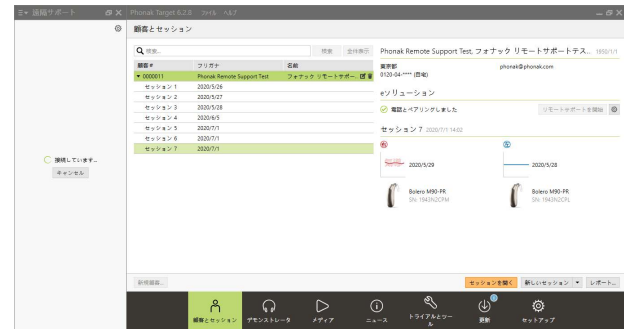 遠隔サポート
Phonak Target 6.2.8 ファイル ヘルプ
顧客とセッション
検索...
検索
全件表示
顧客# フリガナ 名前
0000011 Phonak Remote Support Test フォナック リモートサポー...
セッション 1 2020/5/26
セッション 2 2020/5/27
セッション 3 2020/5/28
セッション 4 2020/6/5
セッション 5 2020/7/1
セッション 6 2020/7/1
セッション 7 2020/7/1
接続しています...
キャンセル
Phonak Remote Support Test, フォナック リモートサポートテス... 1950/1/1
東京都 phonak@phonak.com
0120-04-**** (自宅)
eソリューション
電話とペアリングしました
リモートサポートを開始
セッション 7 2020/7/1 14:02
右 左
2020/5/29 2020/5/28
Bolero M90-PR Bolero M90-PR
SN: 1943N2CPM SN: 1943N2CPL
新規顧客...
セッションを開く
新しいセッション
レポート...
顧客とセッション
デモンストレータ
メディア
ニュース
トライアルとツール
更新
1
セットアップ